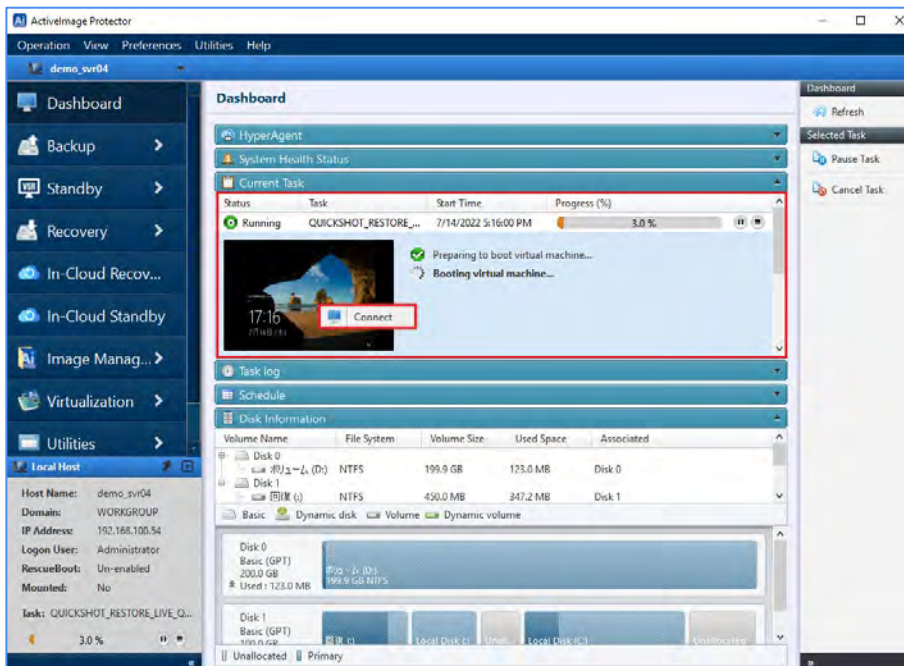 ActiveImage Protector
Operation View Preferences Utilities Help
demo_svr04
Dashboard
Backup
Standby
Recovery
In-Cloud Recov...
In-Cloud Standby
Image Manag...
Virtualization
Utilities
Local Host
Host Name: demo_svr04
Domain: WORKGROUP
IP Address: 192.168.100.54
Logon User: Administrator
RescueBoot: Un-enabled
Mounted: No
Task: QUICKSHOT_RESTORE_LIVE_Q...
3.0 %
Dashboard
HyperAgent
System Health Status
Current Task
Status Task Start Time Progress (%)
Running QUICKSHOT_RESTORE_... 7/14/2022 5:16:00 PM 3.0 %
Preparing to boot virtual machine...
Booting virtual machine...
17:16
Connect
Task log
Schedule
Disk Information
Volume Name File System Volume Size Used Space Associated
Disk 0
ボリューム (D:) NTFS 199.9 GB 123.0 MB Disk 0
Disk 1
回復 (:) NTFS 450.0 MB 347.2 MB Disk 1
Basic Dynamic disk Volume Dynamic volume
Disk 0
Basic (GPT)
200.0 GB
Used : 123.0 MB
ボリューム (D:)
199.9 GB NTFS
Disk 1
Basic (GPT)
回復 (:) Local Disk (:) Unall... Local Disk (C:) Unallocated
Unallocated Primary
Dashboard
Refresh
Selected Task
Pause Task
Cancel Task